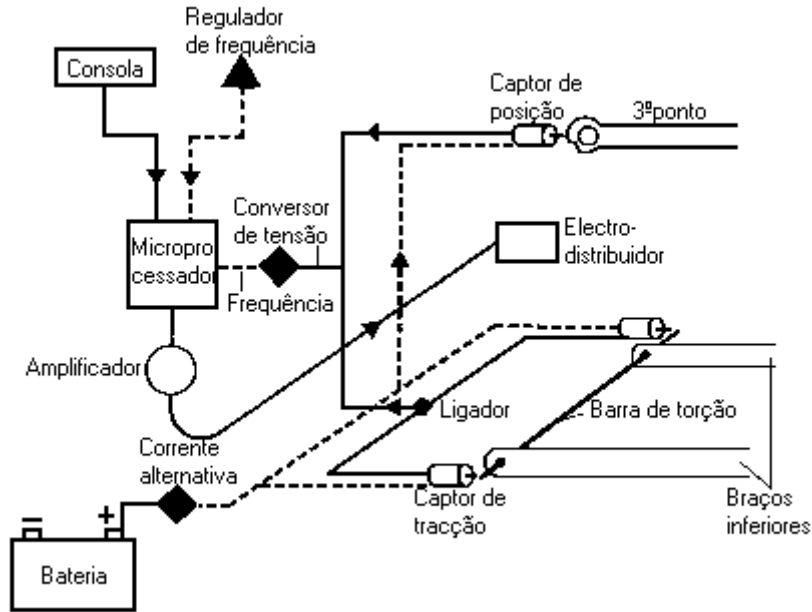 Regulador
de frequência
Consola
Captor de
posição
3ºponto
Conversor
de tensão
Micropro
cessador
Electro-
distribuidor
Frequência
Amplificador
Ligador
Barra de torção
Corrente
alternativa
Captor de
tracção
Braços
inferiores
– +
Bateria